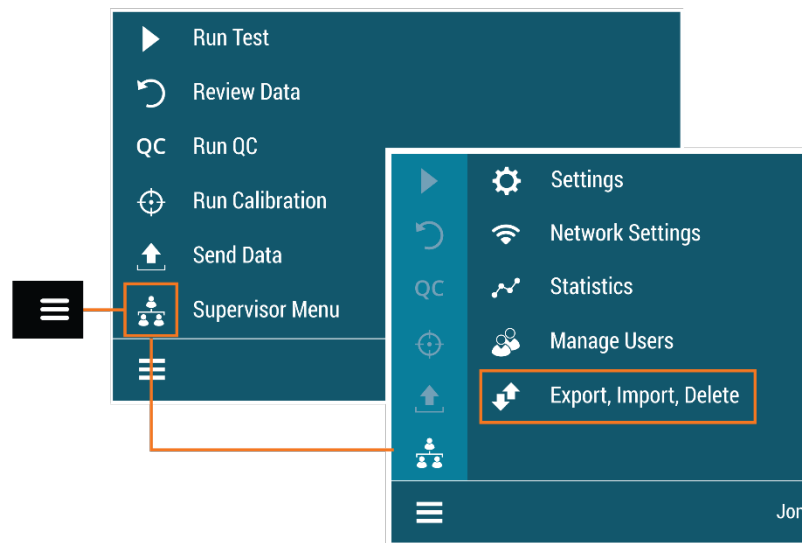 Run Test
Review Data
QC Run QC
Run Calibration
Send Data
Supervisor Menu
Settings
Network Settings
QC Statistics
Manage Users
Export, Import, Delete